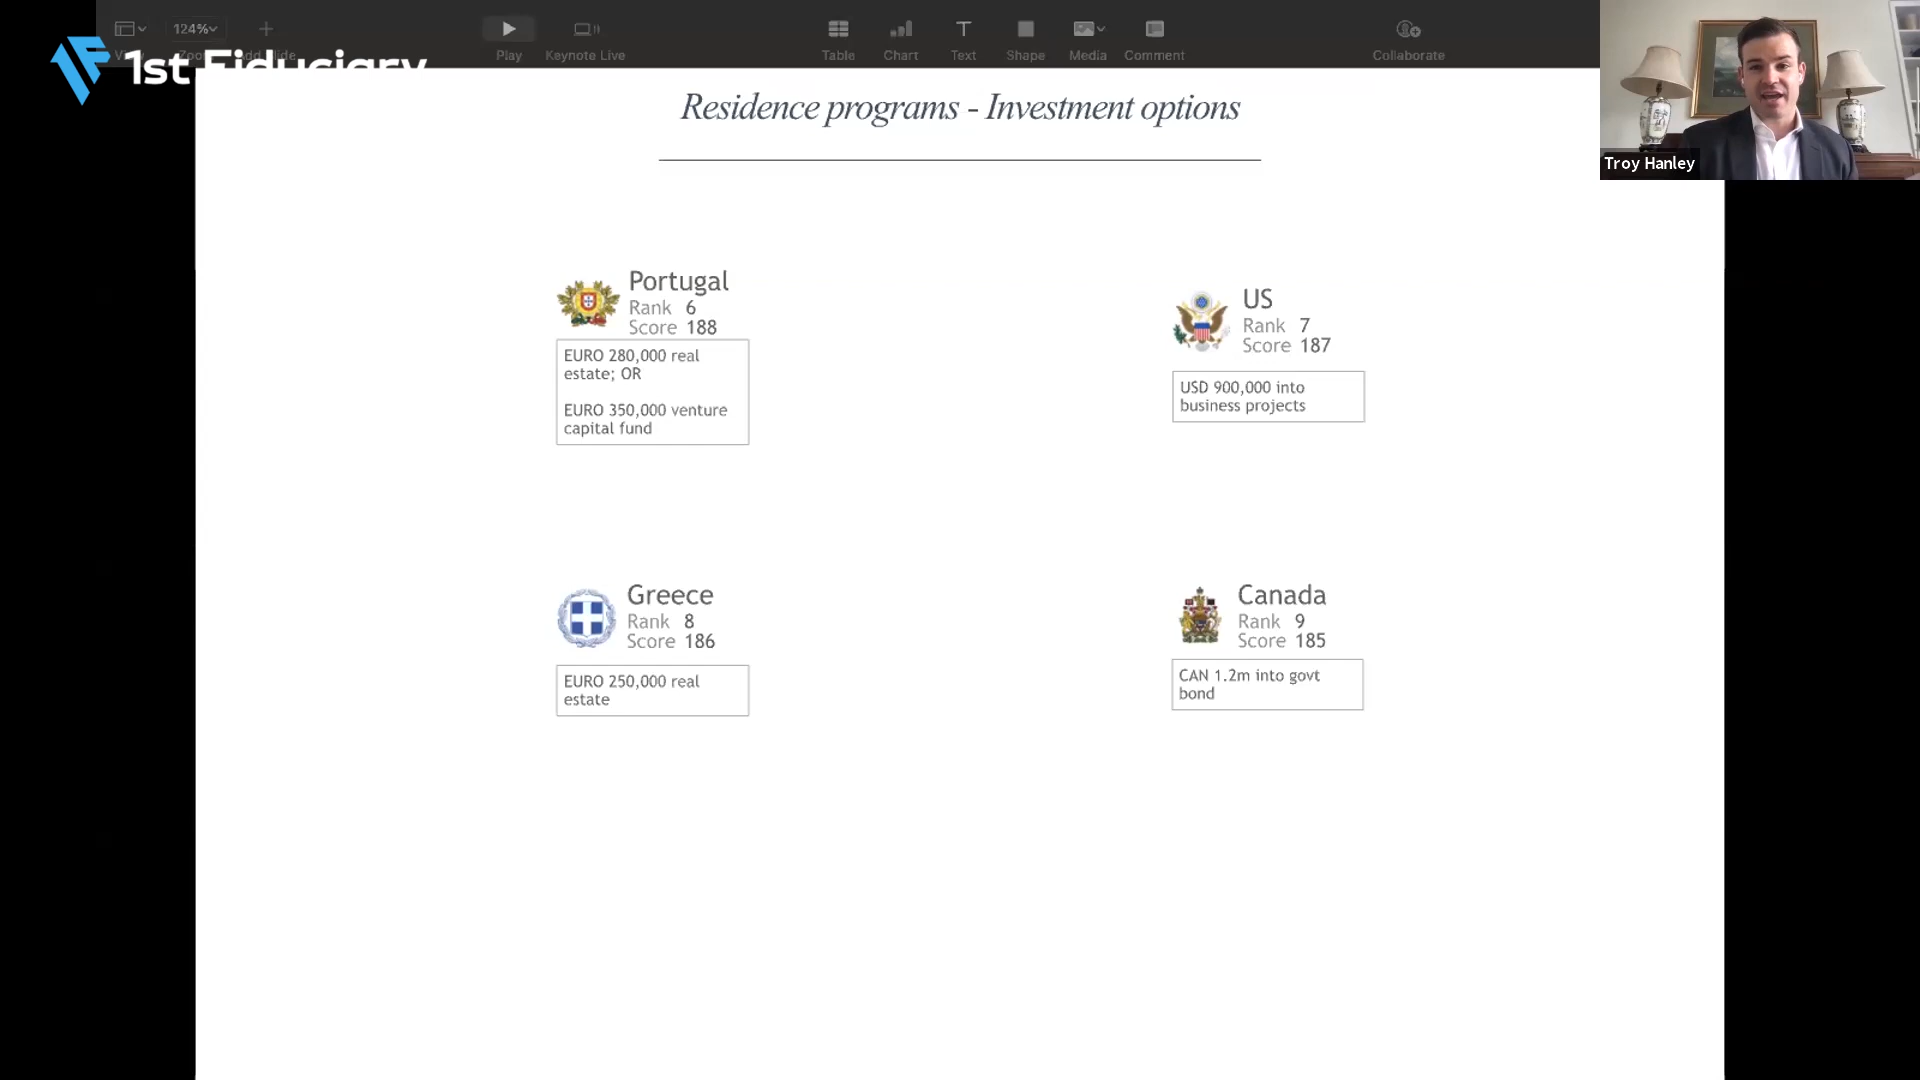 124%
Zoom
Add Slide
Play
Keynote Live
Table
Chart
Text
Shape
Media
Comment
Collaborate
1st Fiduciary
Troy Hanley
Residence programs - Investment options
Portugal
Rank 6
Score 188
EURO 280,000 real
estate; OR
EURO 350,000 venture
capital fund
US
Rank 7
Score 187
USD 900,000 into
business projects
Greece
Rank 8
Score 186
EURO 250,000 real
estate
Canada
Rank 9
Score 185
CAN 1.2m into govt
bond